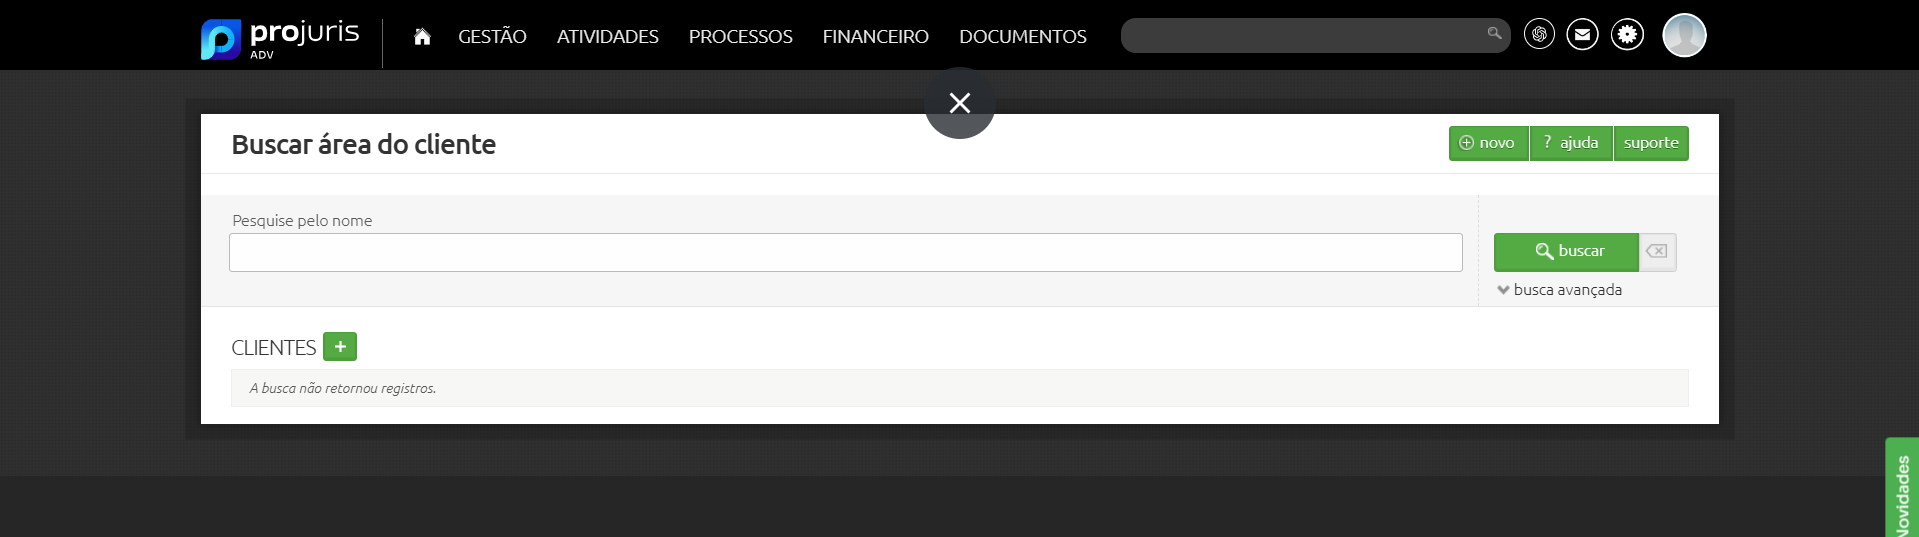 projuris
ADV
GESTÃO ATIVIDADES PROCESSOS FINANCEIRO DOCUMENTOS
Buscar área do cliente
novo ? ajuda suporte
Pesquise pelo nome
buscar
busca avançada
CLIENTES +
A busca não retornou registros.
Novidades